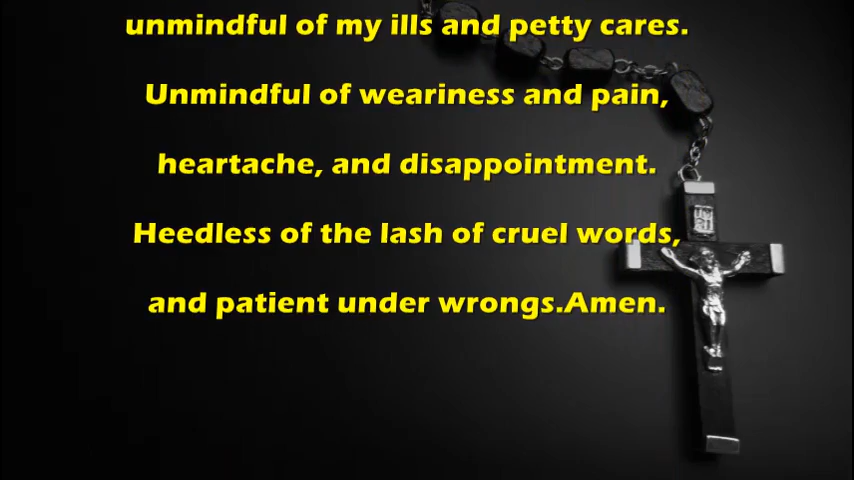 unmindful of my ills and petty cares.
Unmindful of weariness and pain,
heartache, and disappointment.
Heedless of the lash of cruel words,
and patient under wrongs.Amen.